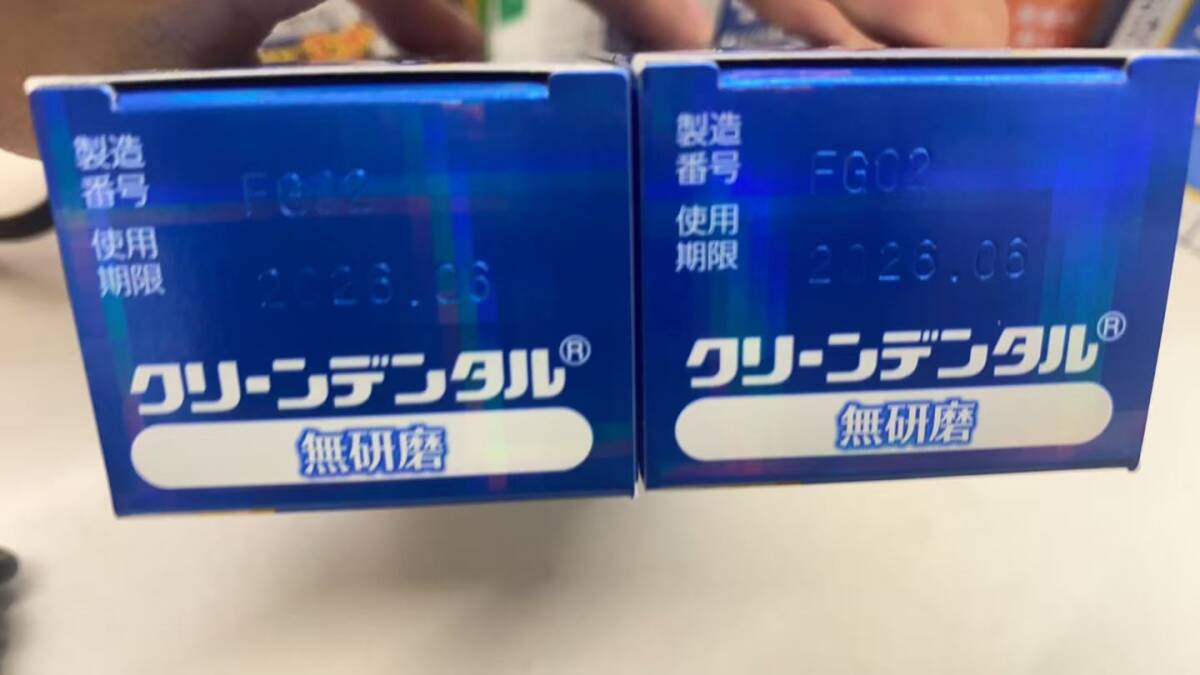 製造
番号
FG02
使用
期限
2026.06
クリーンデンタル®
無研磨
製造
番号
FG02
使用
期限
2026.06
クリーンデンタル®
無研磨